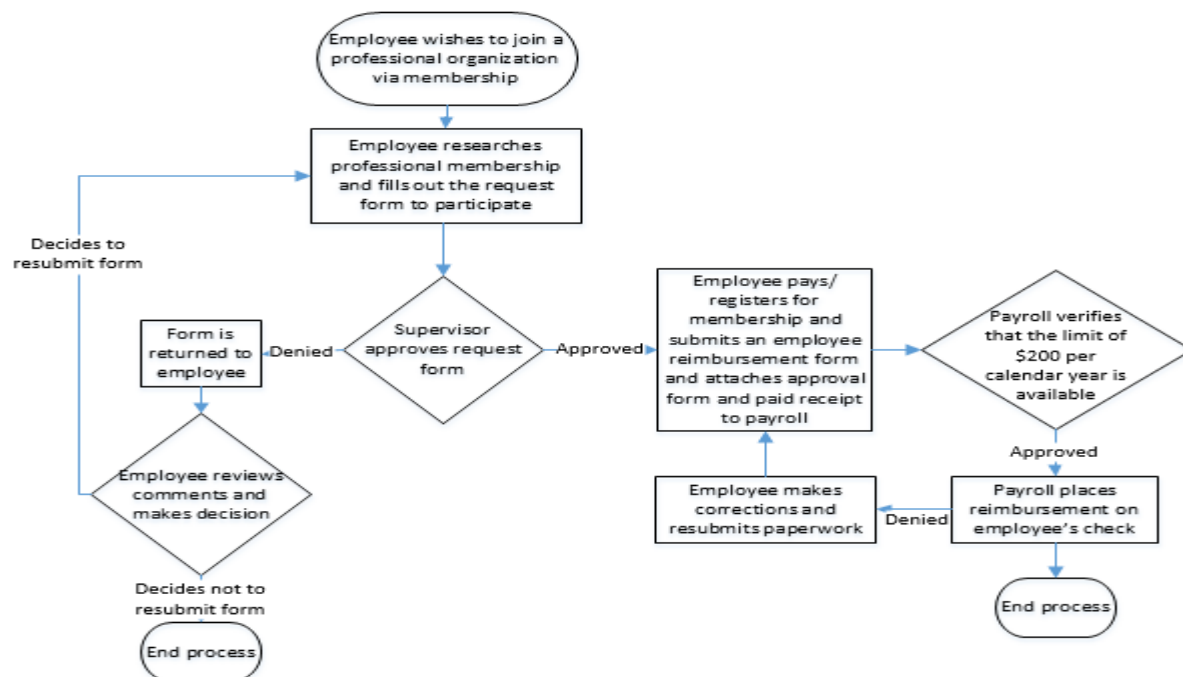 Employee wishes to join a
professional organization
via membership
Employee researches
professional membership
and fills out the request
form to participate
Decides to
resubmit form
Supervisor
approves request
form
Denied
Approved
Form is
returned to
employee
Employee reviews
comments and
makes decision
Decides not to
resubmit form
End process
Employee pays/
registers for
membership and
submits an employee
reimbursement form
and attaches approval
form and paid receipt
to payroll
Payroll verifies
that the limit of
$200 per
calendar year is
available
Approved
Payroll places
reimbursement on
employee's check
Denied
Employee makes
corrections and
resubmits paperwork
End process